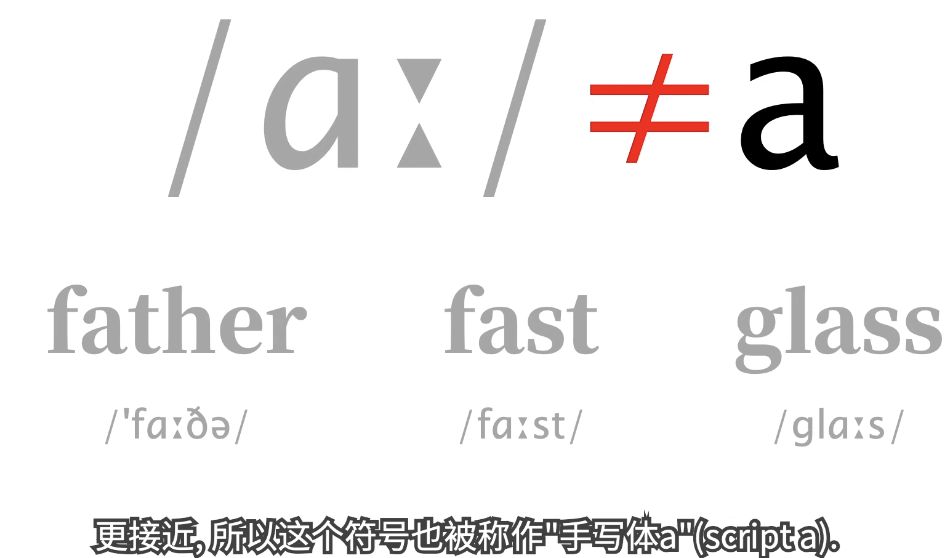 /ɑː/ ≠ a
father fast glass
/ˈfɑːðə/ /fɑːst/ /ɡlɑːs/
更接近, 所以这个符号也被称作"手写体a"(script a).